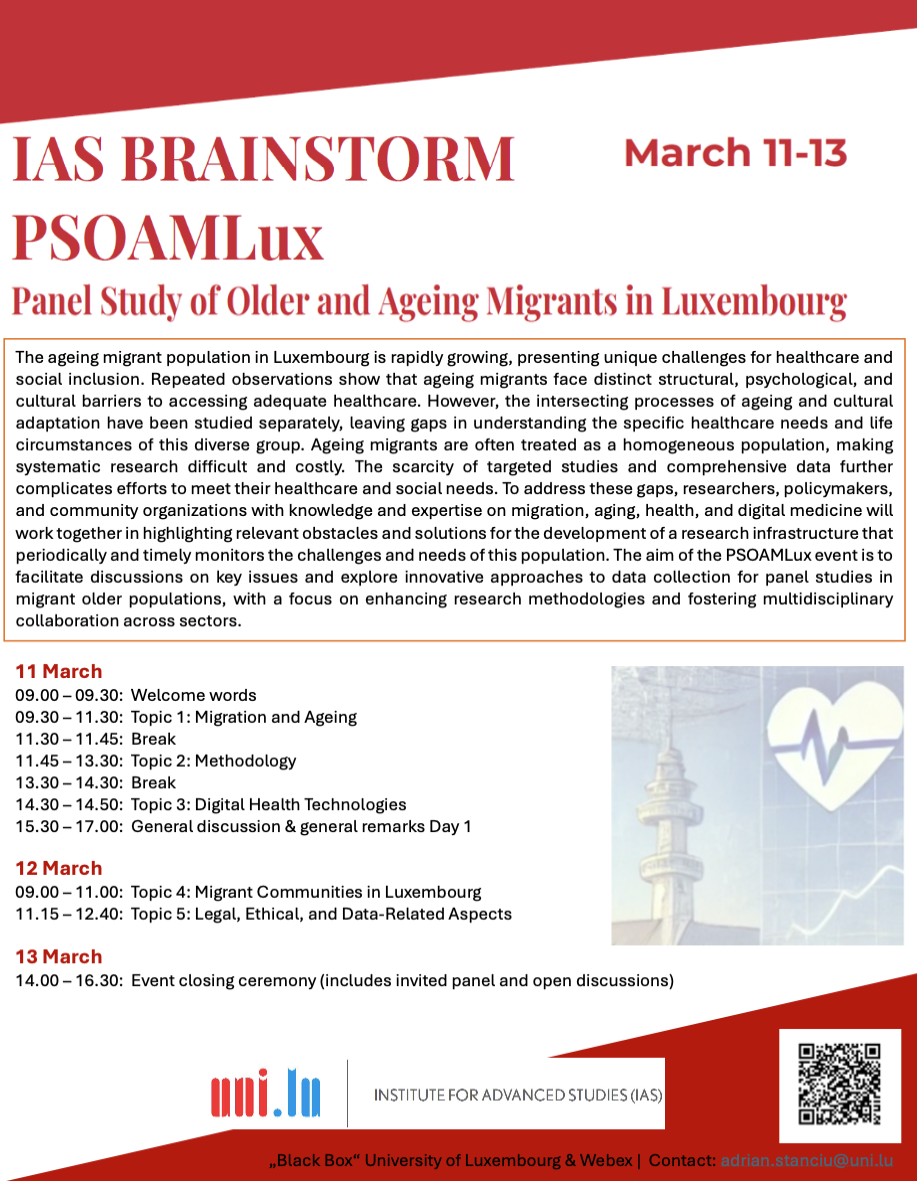 IAS BRAINSTORM
March 11-13
PSOAMLux
Panel Study of Older and Ageing Migrants in Luxembourg
The ageing migrant population in Luxembourg is rapidly growing, presenting unique challenges for healthcare and
social inclusion. Repeated observations show that ageing migrants face distinct structural, psychological, and
cultural barriers to accessing adequate healthcare. However, the intersecting processes of ageing and cultural
adaptation have been studied separately, leaving gaps in understanding the specific healthcare needs and life
circumstances of this diverse group. Ageing migrants are often treated as a homogeneous population, making
systematic research difficult and costly. The scarcity of targeted studies and comprehensive data further
complicates efforts to meet their healthcare and social needs. To address these gaps, researchers, policymakers,
and community organizations with knowledge and expertise on migration, aging, health, and digital medicine will
work together in highlighting relevant obstacles and solutions for the development of a research infrastructure that
periodically and timely monitors the challenges and needs of this population. The aim of the PSOAMLux event is to
facilitate discussions on key issues and explore innovative approaches to data collection for panel studies in
migrant older populations, with a focus on enhancing research methodologies and fostering multidisciplinary
collaboration across sectors.
11 March
09.00 – 09.30: Welcome words
09.30 – 11.30: Topic 1: Migration and Ageing
11.30 – 11.45: Break
11.45 – 13.30: Topic 2: Methodology
13.30 – 14.30: Break
14.30 – 14.50: Topic 3: Digital Health Technologies
15.30 – 17.00: General discussion & general remarks Day 1
12 March
09.00 – 11.00: Topic 4: Migrant Communities in Luxembourg
11.15 – 12.40: Topic 5: Legal, Ethical, and Data-Related Aspects
13 March
14.00 – 16.30: Event closing ceremony (includes invited panel and open discussions)
uni.lu
INSTITUTE FOR ADVANCED STUDIES (IAS)
„Black Box“ University of Luxembourg & Webex | Contact: adrian.stanciu@uni.lu